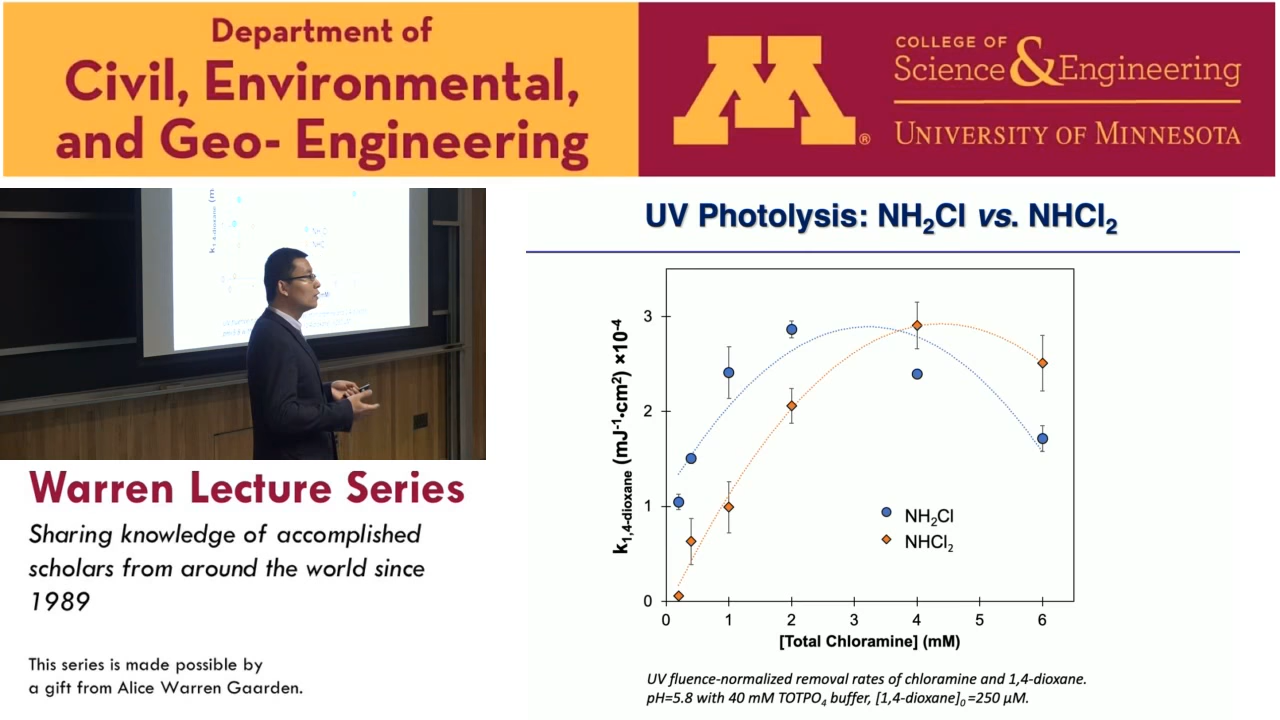 Department of
Civil, Environmental,
and Geo- Engineering
M®
COLLEGE OF
Science & Engineering
UNIVERSITY OF MINNESOTA
Warren Lecture Series
Sharing knowledge of accomplished
scholars from around the world since
1989
This series is made possible by
a gift from Alice Warren Gaarden.
UV Photolysis: NH₂Cl vs. NHCl₂
k₁,₄₋dioxane (mJ⁻¹·cm²) ×10⁻⁴
3
2
1
0
NH₂Cl
NHCl₂
0 1 2 3 4 5 6
[Total Chloramine] (mM)
UV fluence-normalized removal rates of chloramine and 1,4-dioxane.
pH=5.8 with 40 mM TOTPO₄ buffer, [1,4-dioxane]₀=250 µM.